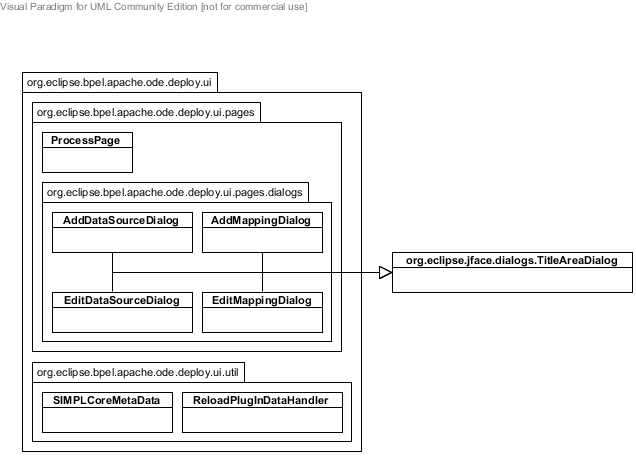 Visual Paradigm for UML Community Edition [not for commercial use]
org.eclipse.bpel.apache.ode.deploy.ui
org.eclipse.bpel.apache.ode.deploy.ui.pages
ProcessPage
org.eclipse.bpel.apache.ode.deploy.ui.pages.dialogs
AddDataSourceDialog
AddMappingDialog
org.eclipse.jface.dialogs.TitleAreaDialog
EditDataSourceDialog
EditMappingDialog
org.eclipse.bpel.apache.ode.deploy.ui.util
SIMPLCoreMetaData
ReloadPlugInDataHandler